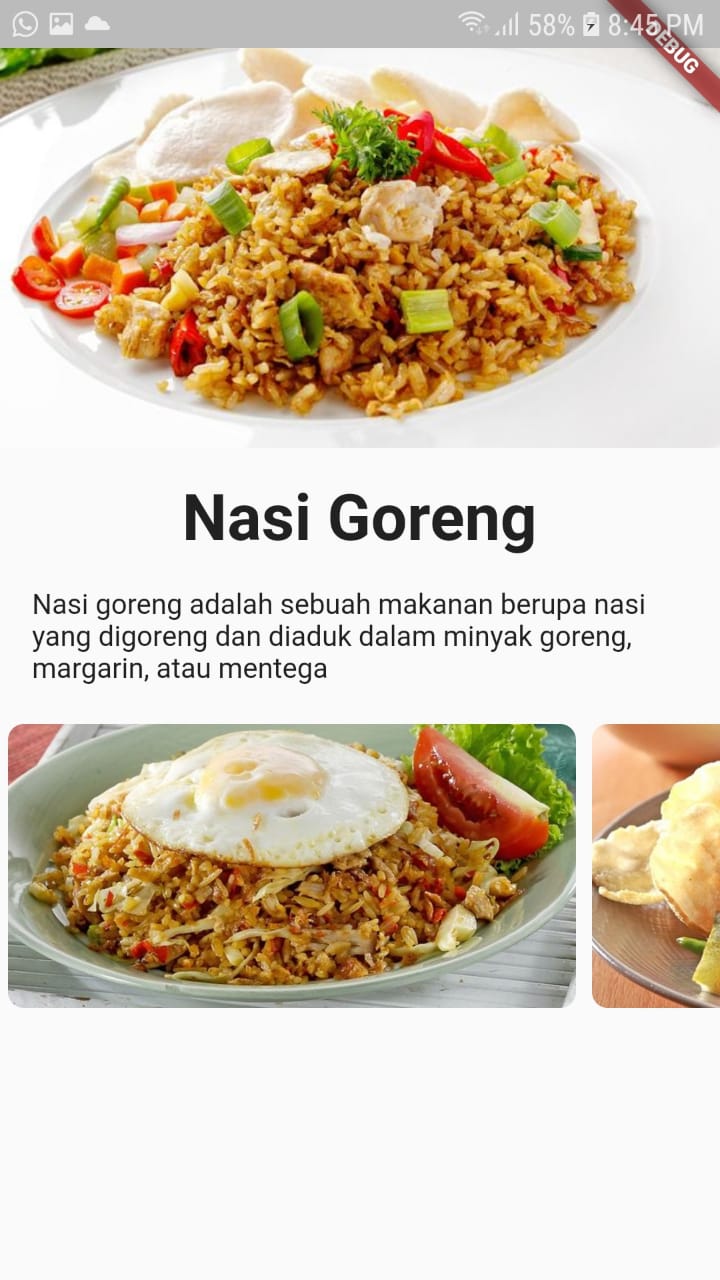 58% 8:45 PM
DEBUG
Nasi Goreng
Nasi goreng adalah sebuah makanan berupa nasi
yang digoreng dan diaduk dalam minyak goreng,
margarin, atau mentega